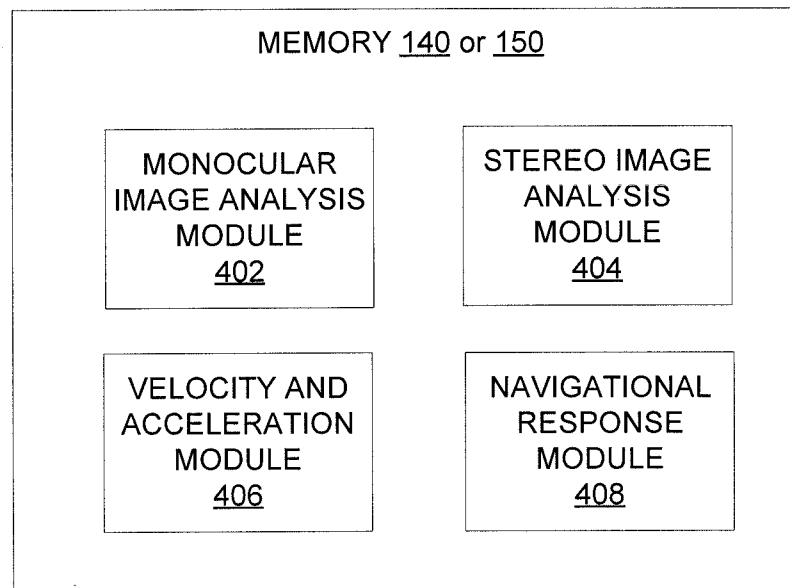 MEMORY 140 or 150
MONOCULAR
IMAGE ANALYSIS
MODULE
402
STEREO IMAGE
ANALYSIS
MODULE
404
VELOCITY AND
ACCELERATION
MODULE
406
NAVIGATIONAL
RESPONSE
MODULE
408